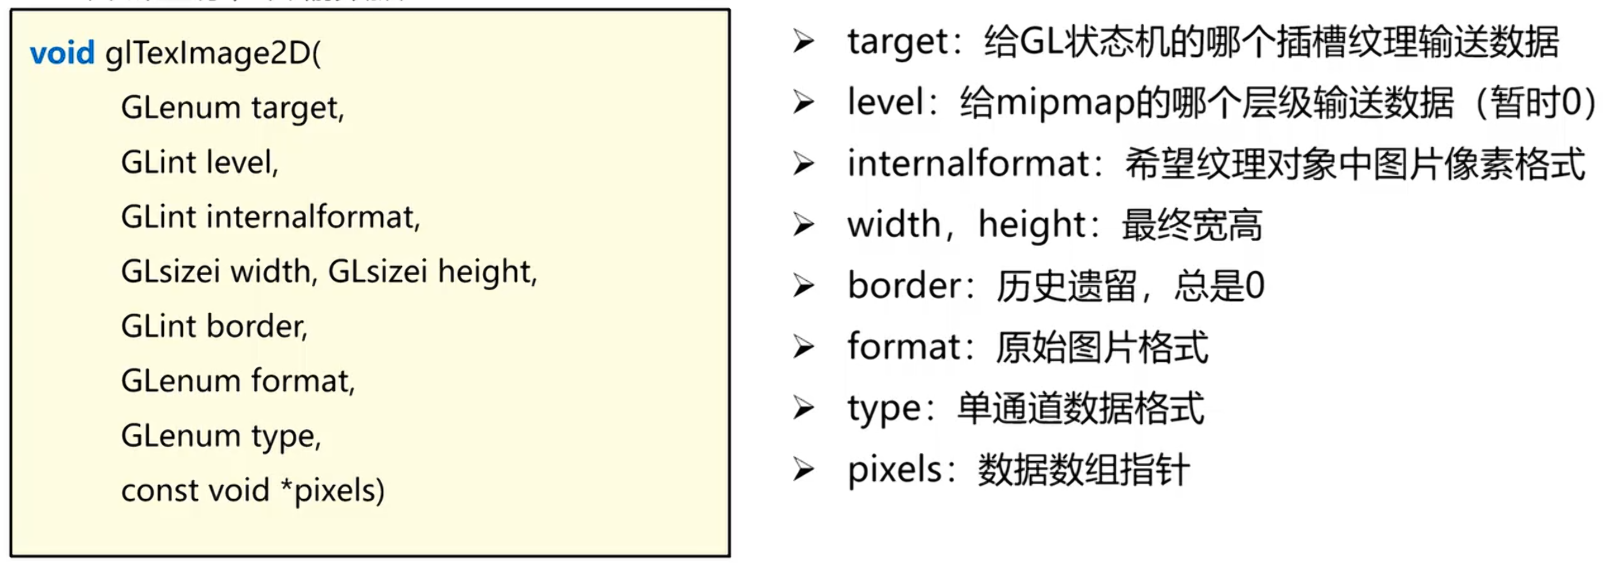 void glTexImage2D(
GLenum target,
GLint level,
GLint internalformat,
GLsizei width, GLsizei height,
GLint border,
GLenum format,
GLenum type,
const void *pixels)
➢ target：给GL状态机的哪个插槽纹理输送数据
➢ level：给mipmap的哪个层级输送数据（暂时0）
➢ internalformat：希望纹理对象中图片像素格式
➢ width，height：最终宽高
➢ border：历史遗留，总是0
➢ format：原始图片格式
➢ type：单通道数据格式
➢ pixels：数据数组指针